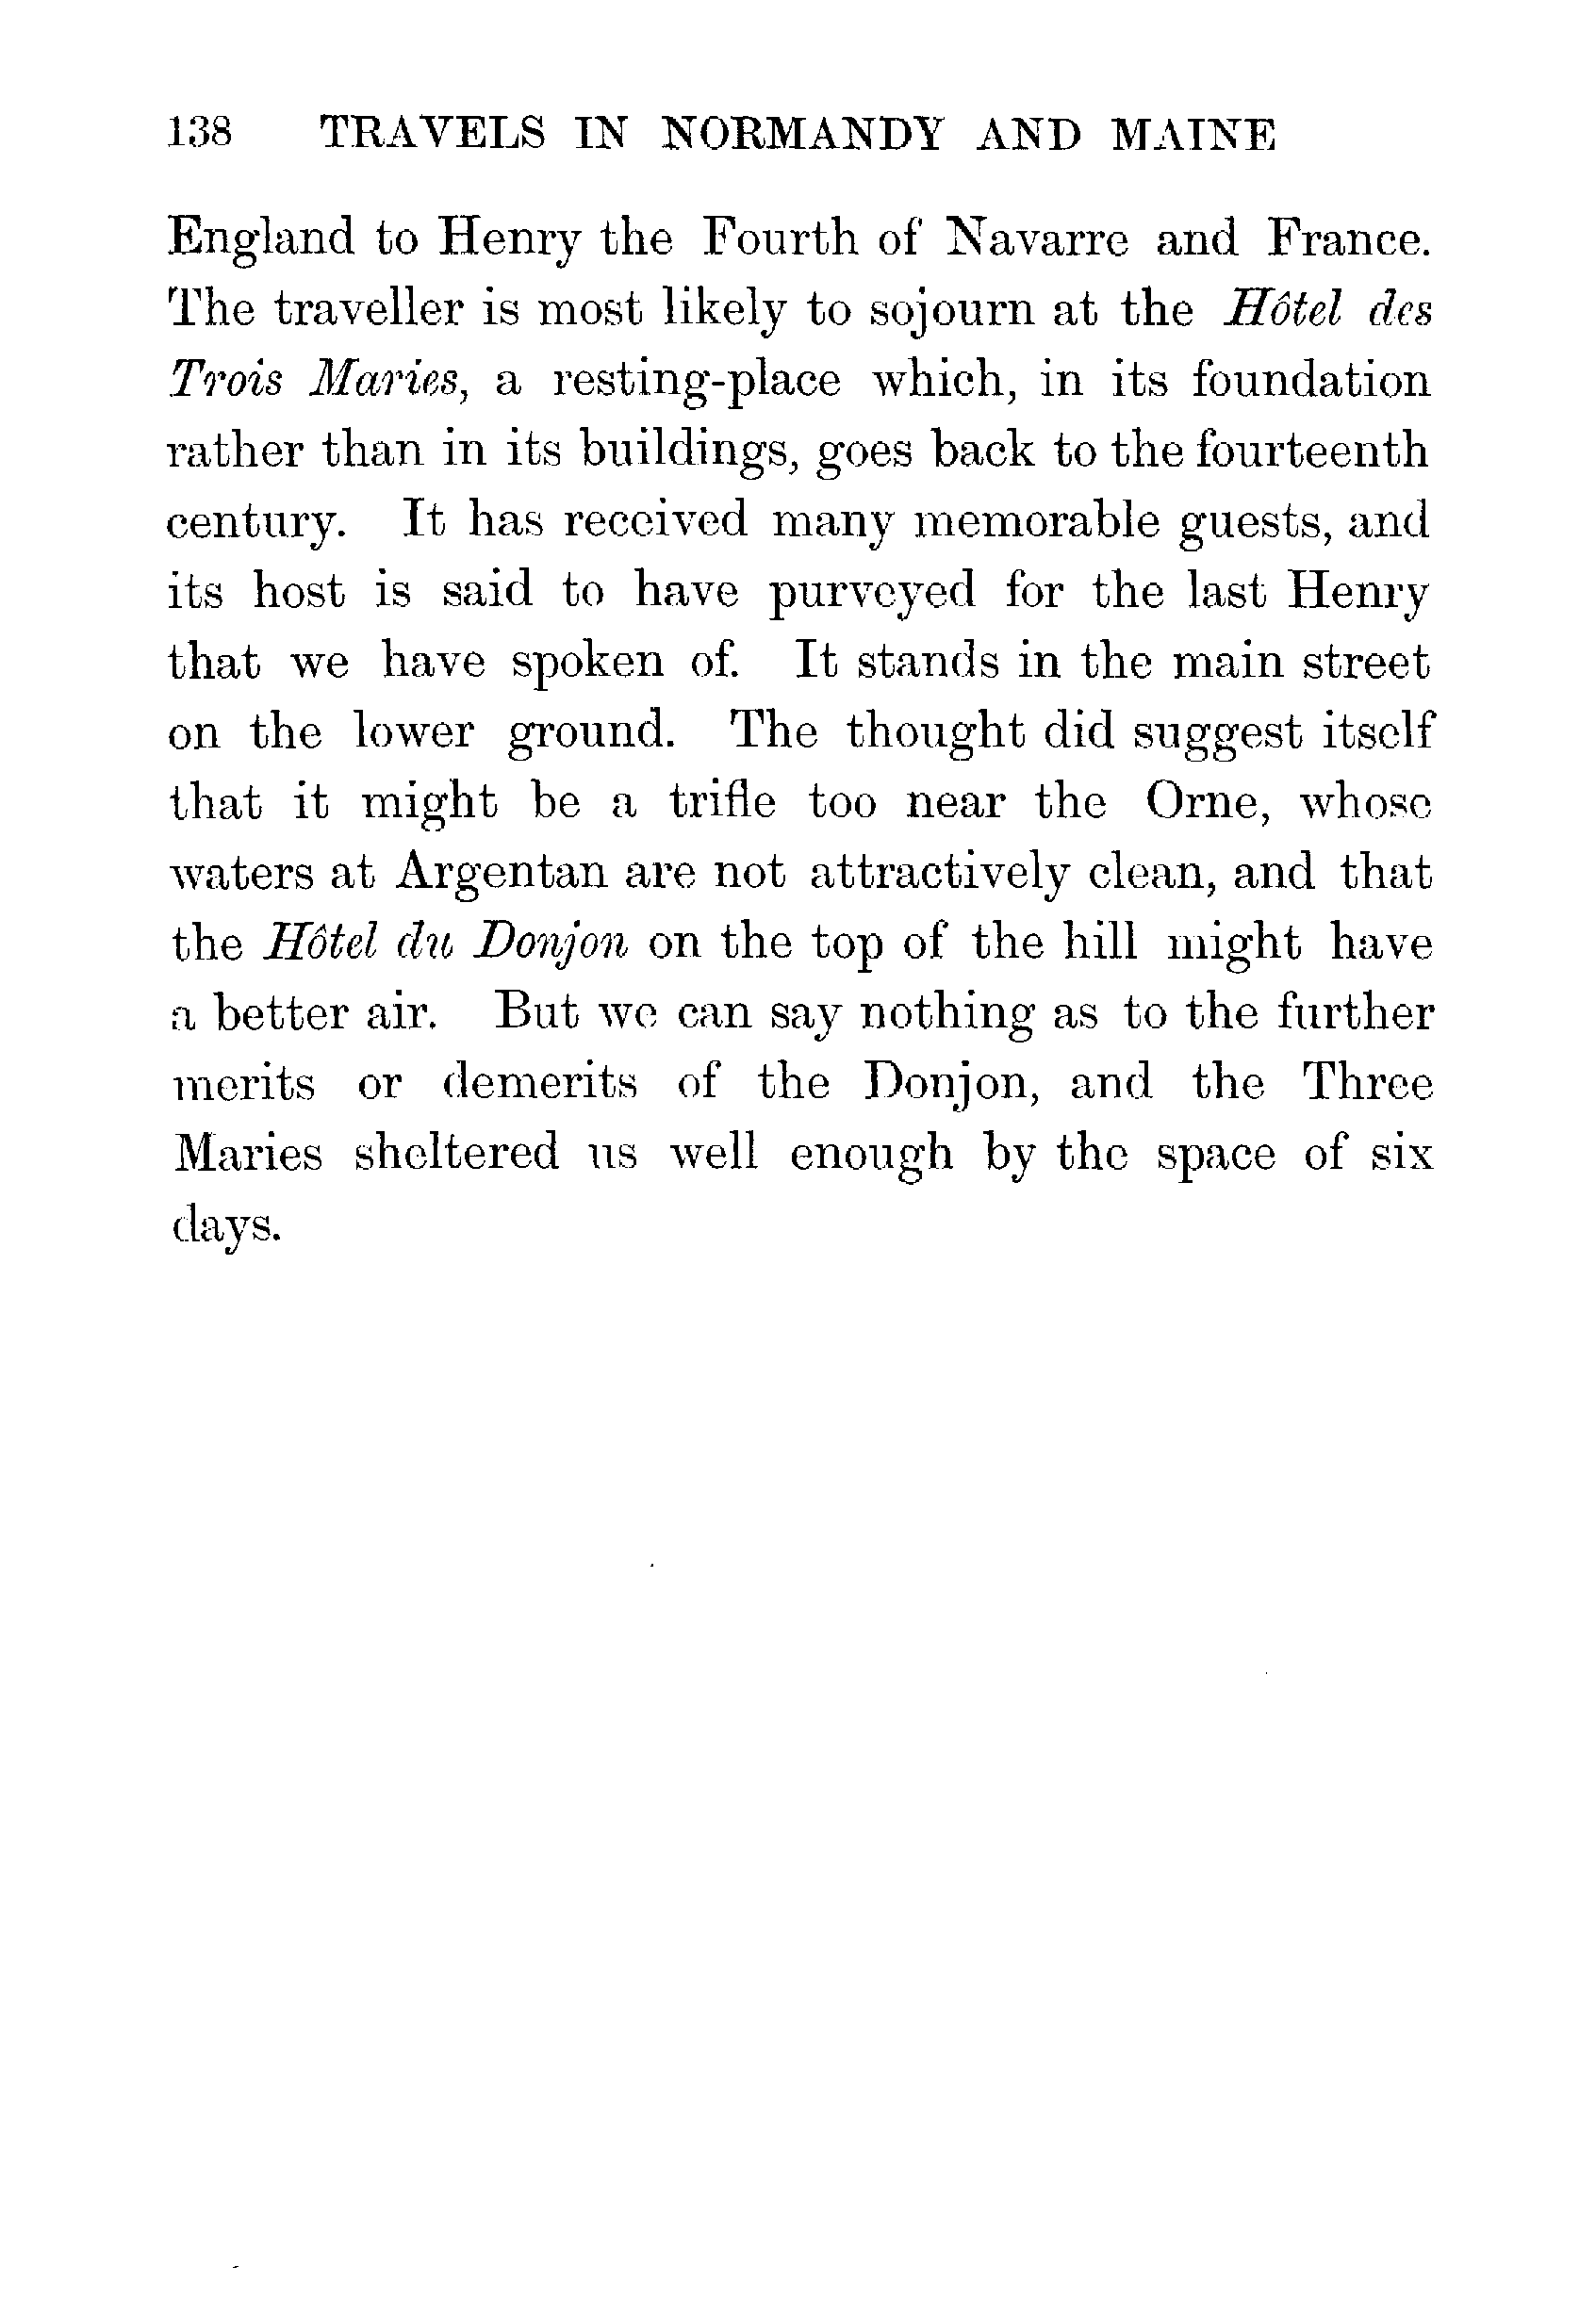 138 TRAVELS IN NORMANDY AND MAINE
England to Henry the Fourth of Navarre and France.
The traveller is most likely to sojourn at the Hôtel des
Trois Maries, a resting-place which, in its foundation
rather than in its buildings, goes back to the fourteenth
century. It has received many memorable guests, and
its host is said to have purveyed for the last Henry
that we have spoken of. It stands in the main street
on the lower ground. The thought did suggest itself
that it might be a trifle too near the Orne, whose
waters at Argentan are not attractively clean, and that
the Hôtel du Donjon on the top of the hill might have
a better air. But we can say nothing as to the further
merits or demerits of the Donjon, and the Three
Maries sheltered us well enough by the space of six
days.